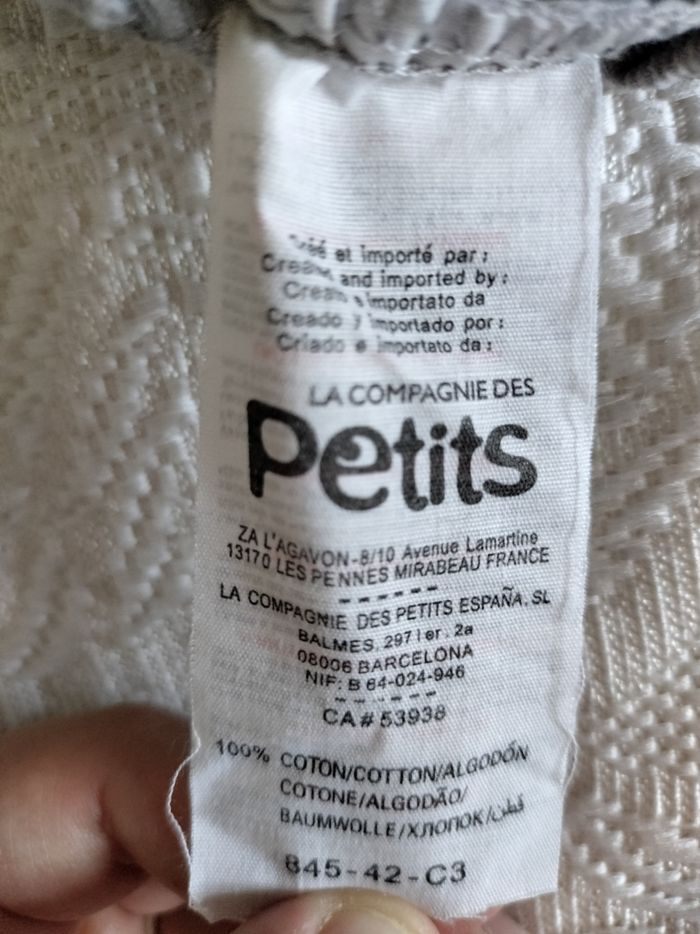 Créé et importé par :
Created and imported by :
Creato e importato da
Creado y importado por :
Criado e importato da :
LA COMPAGNIE DES
Petits
ZA L'AGAVON-8/10 Avenue Lamartine
13170 LES PENNES MIRABEAU FRANCE
LA COMPAGNIE DES PETITS ESPAÑA, SL
BALMES, 297 1er. 2a
08006 BARCELONA
NIF: B 64-024-946
CA # 53938
100% COTON/COTTON/ALGODÓN
COTONE/ALGODÃO/
BAUMWOLLE/ХЛОПОК/قطن
845-42-C3